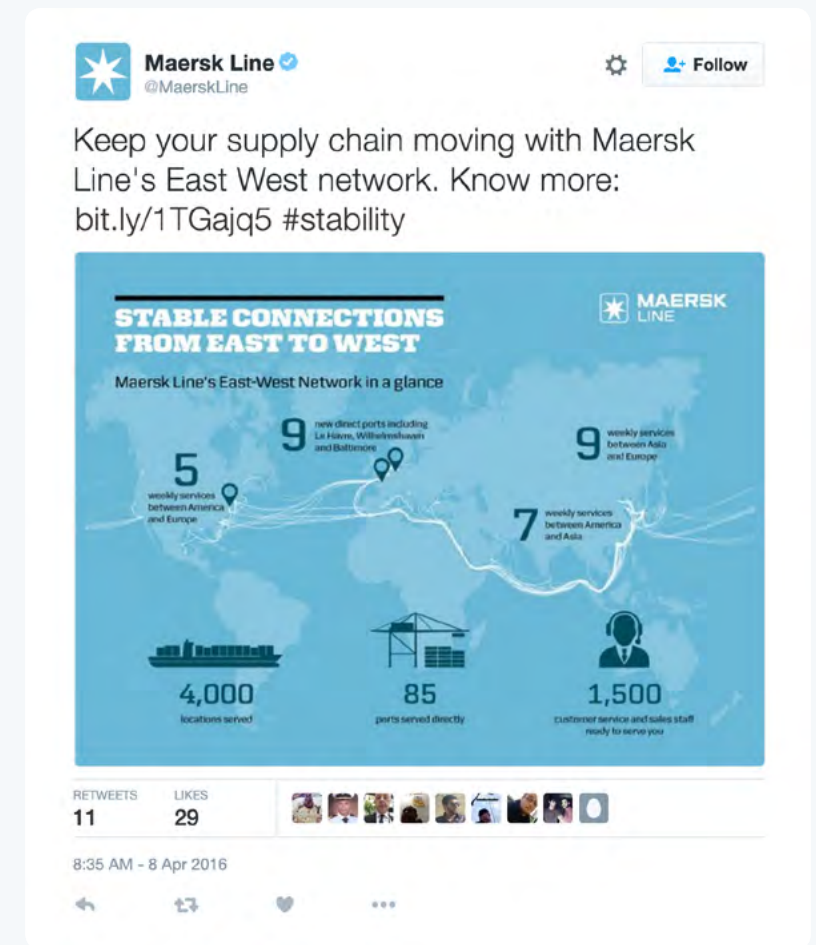 Maersk Line
@MaerskLine
Follow
Keep your supply chain moving with Maersk
Line's East West network. Know more:
bit.ly/1TGajq5 #stability
STABLE CONNECTIONS
FROM EAST TO WEST
MAERSK
LINE
Maersk Line's East-West Network in a glance
9
new direct ports including
Le Havre, Wilhelmshaven
and Baltimore
9
weekly services
between Asia
and Europe
5
weekly services
between America
and Europe
7
weekly services
between America
and Asia
4,000
locations served
85
ports served directly
1,500
customer service and sales staff
ready to serve you
RETWEETS
11
LIKES
29
8:35 AM - 8 Apr 2016